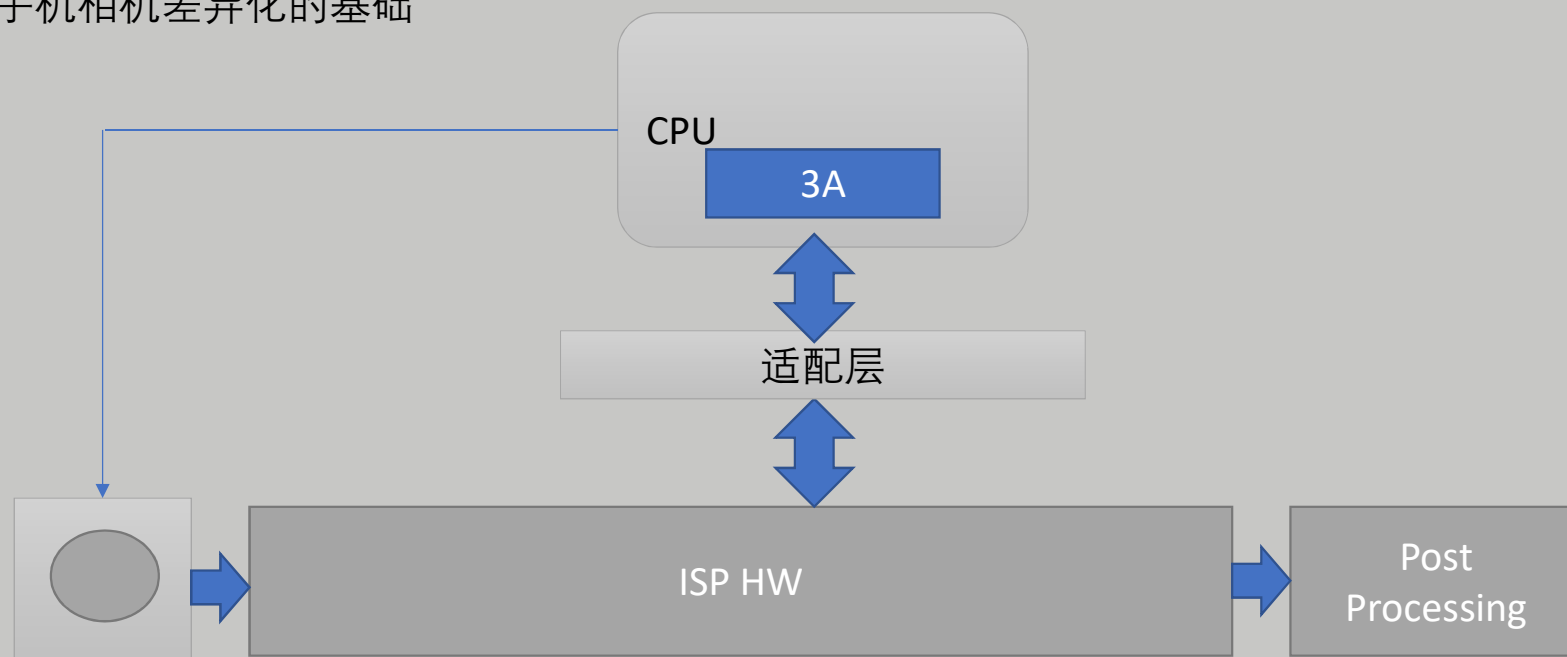 手机相机差异化的基础
CPU
3A
适配层
ISP HW
Post
Processing